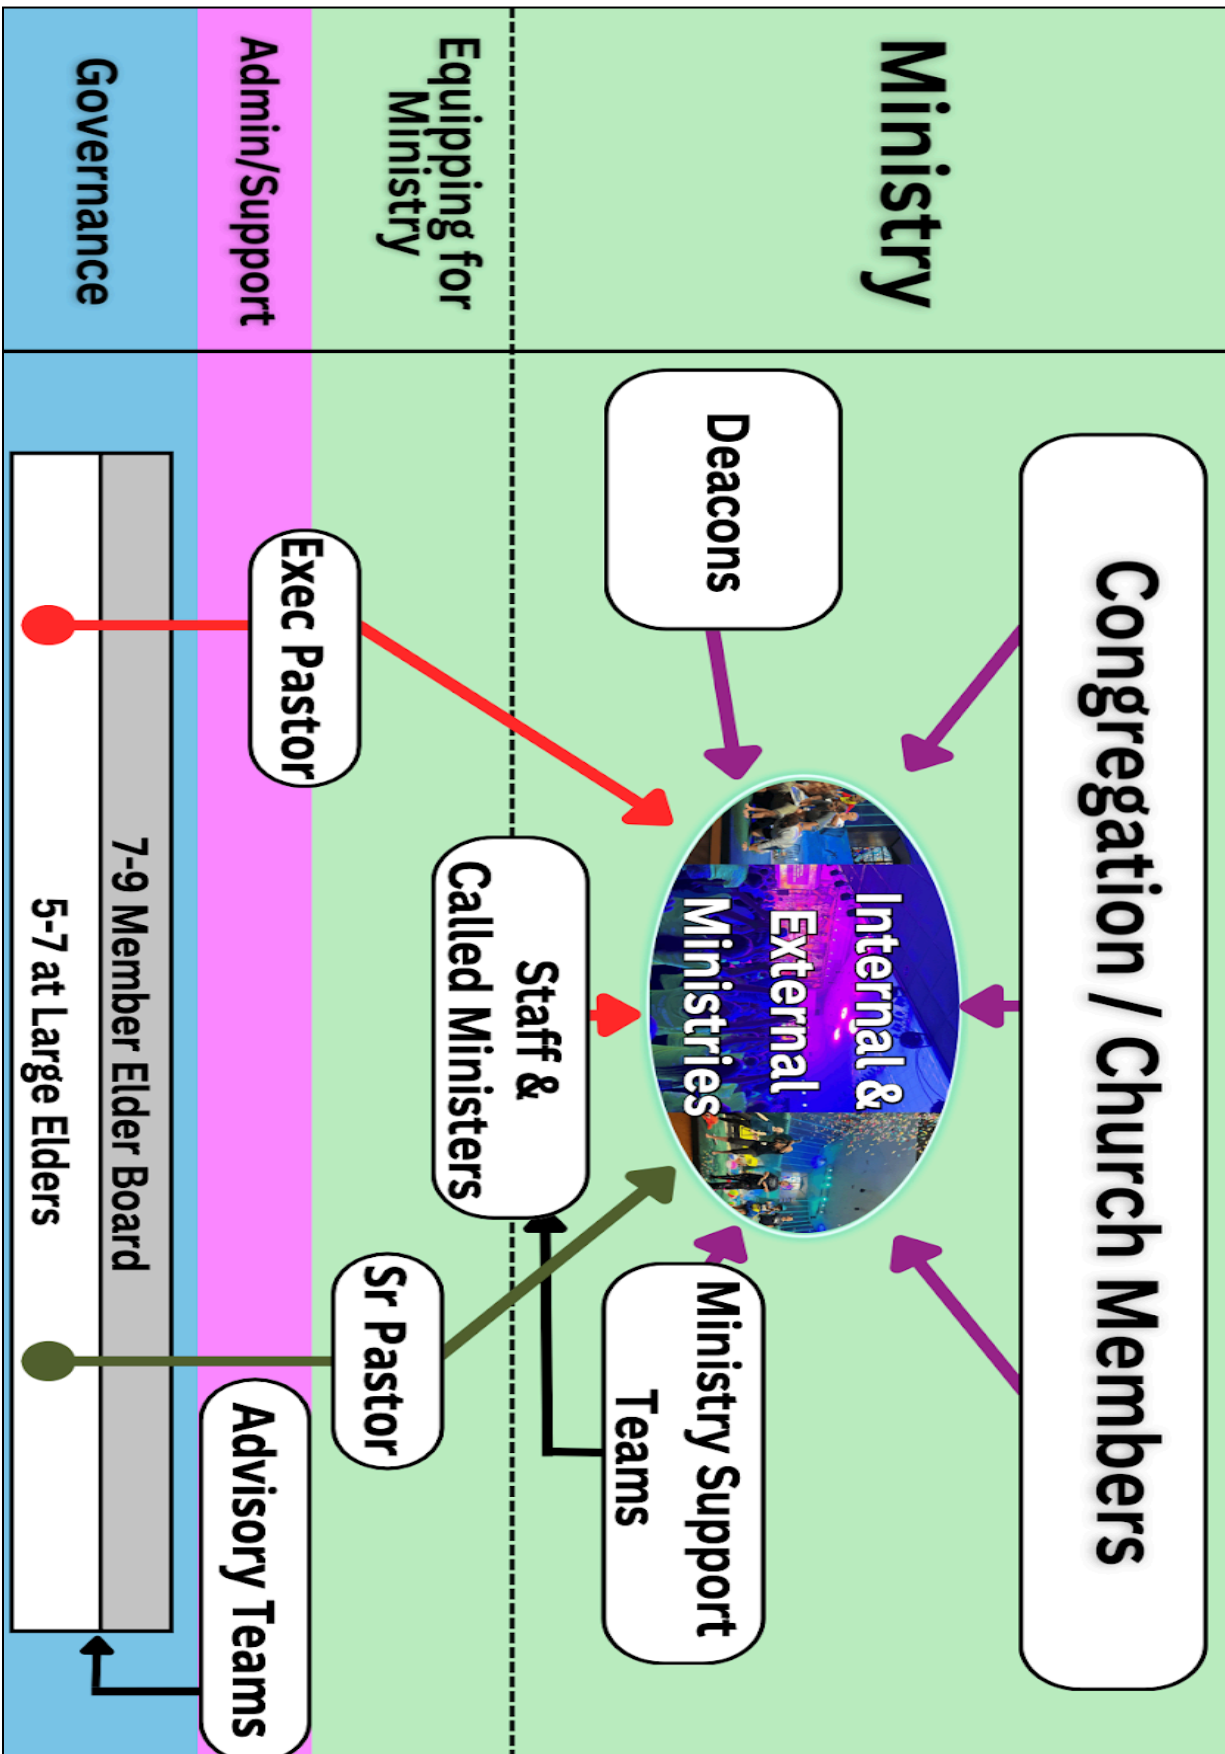 Ministry
Equipping for
Ministry
Admin/Support
Governance
Congregation / Church Members
Deacons
Internal &
External
Ministries
Ministry Support
Teams
Staff &
Called Ministers
Exec Pastor
Sr Pastor
Advisory Teams
7-9 Member Elder Board
5-7 at Large Elders